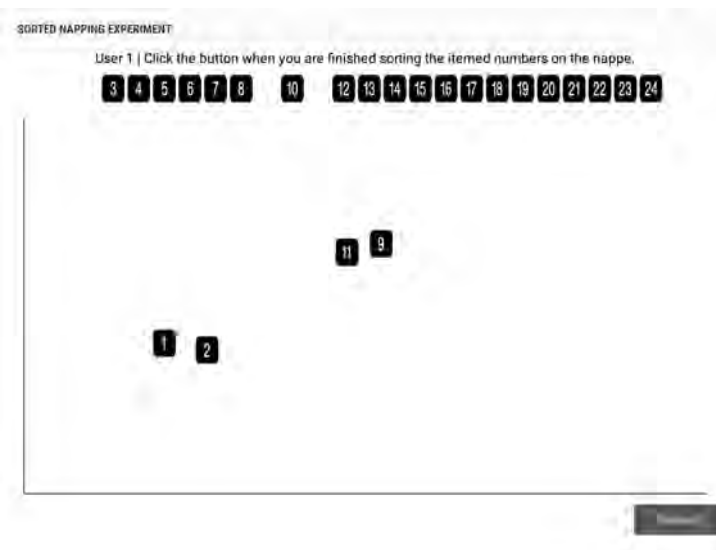 SORTED NAPPING EXPERIMENT
User 1 | Click the button when you are finished sorting the itemed numbers on the nappe.
3 4 5 6 7 8 10 12 13 14 15 16 17 18 19 20 21 22 23 24
11 9
1 2